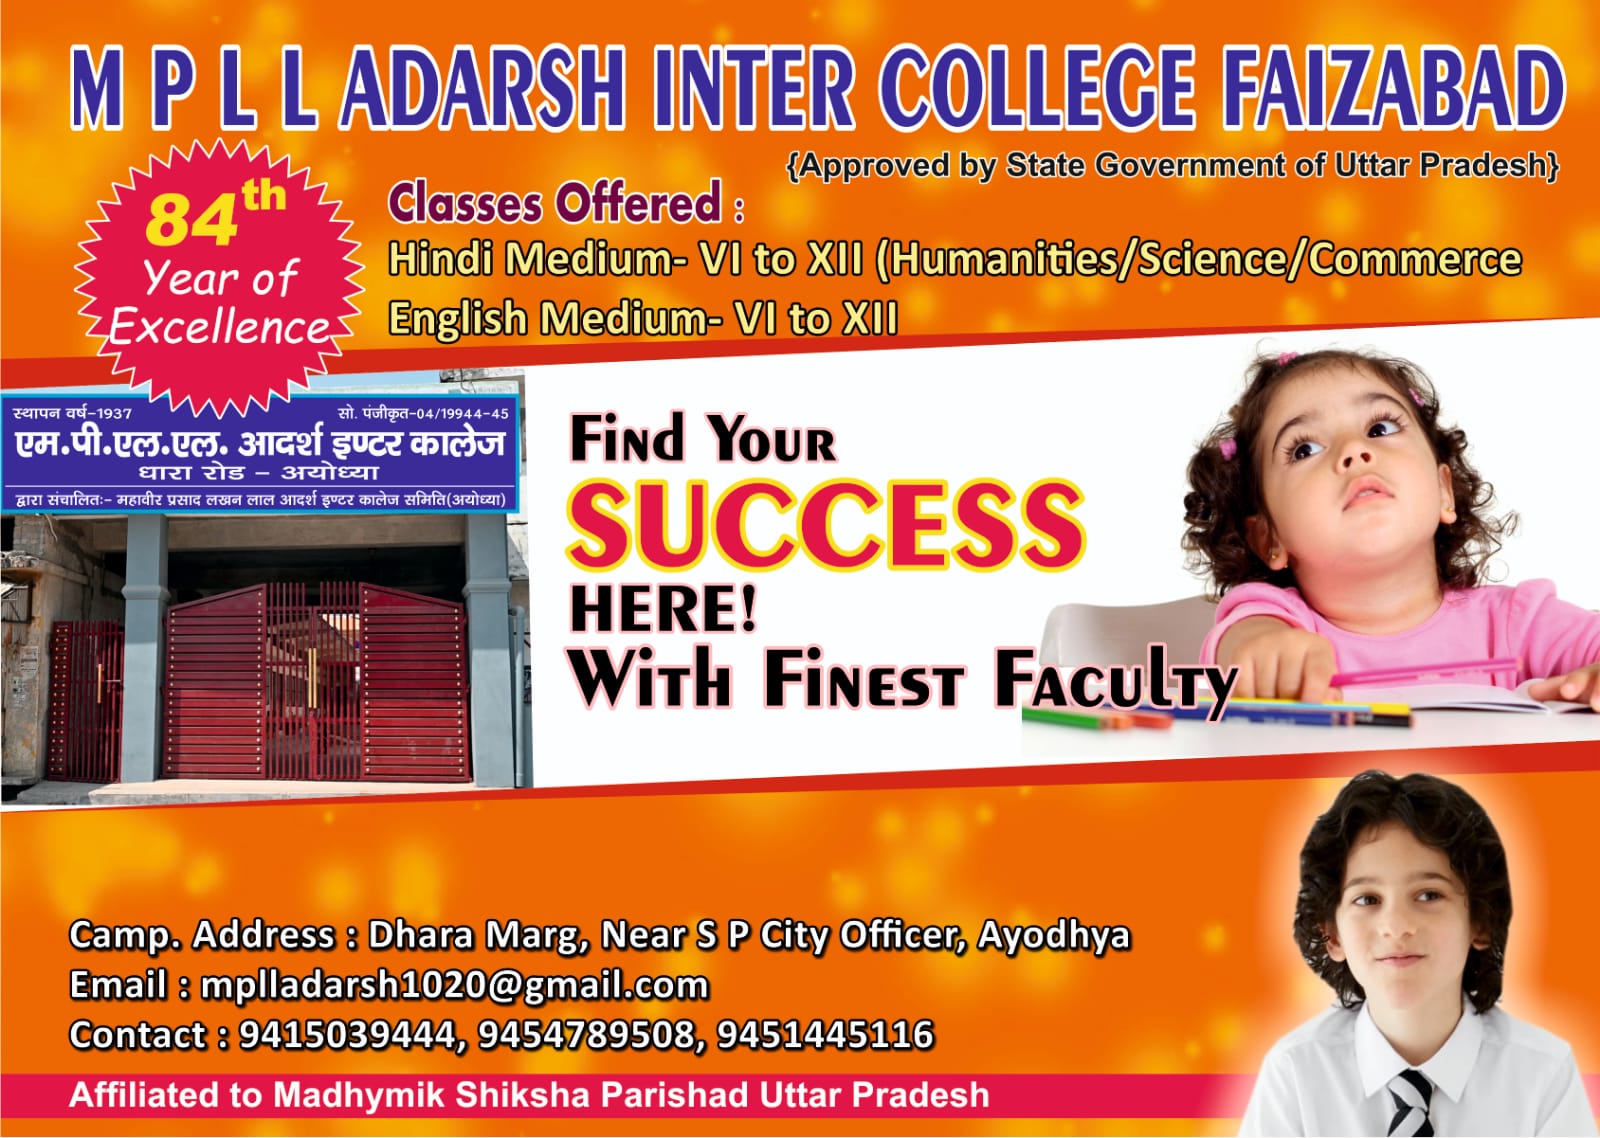 M P L L ADARSH INTER COLLEGE FAIZABAD
{Approved by State Government of Uttar Pradesh}
84th
Year of
Excellence
Classes Offered :
Hindi Medium- VI to XII (Humanities/Science/Commerce
English Medium- VI to XII
स्थापन वर्ष-1937 सो. पंजीकृत-04/19944-45
एम.पी.एल.एल. आदर्श इण्टर कालेज
धारा रोड - अयोध्या
द्वारा संचालितः- महावीर प्रसाद लखन लाल आदर्श इण्टर कालेज समिति(अयोध्या)
Find Your
SUCCESS
HERE!
With Finest Faculty
Camp. Address : Dhara Marg, Near S P City Officer, Ayodhya
Email : mplladarsh1020@gmail.com
Contact : 9415039444, 9454789508, 9451445116
Affiliated to Madhymik Shiksha Parishad Uttar Pradesh